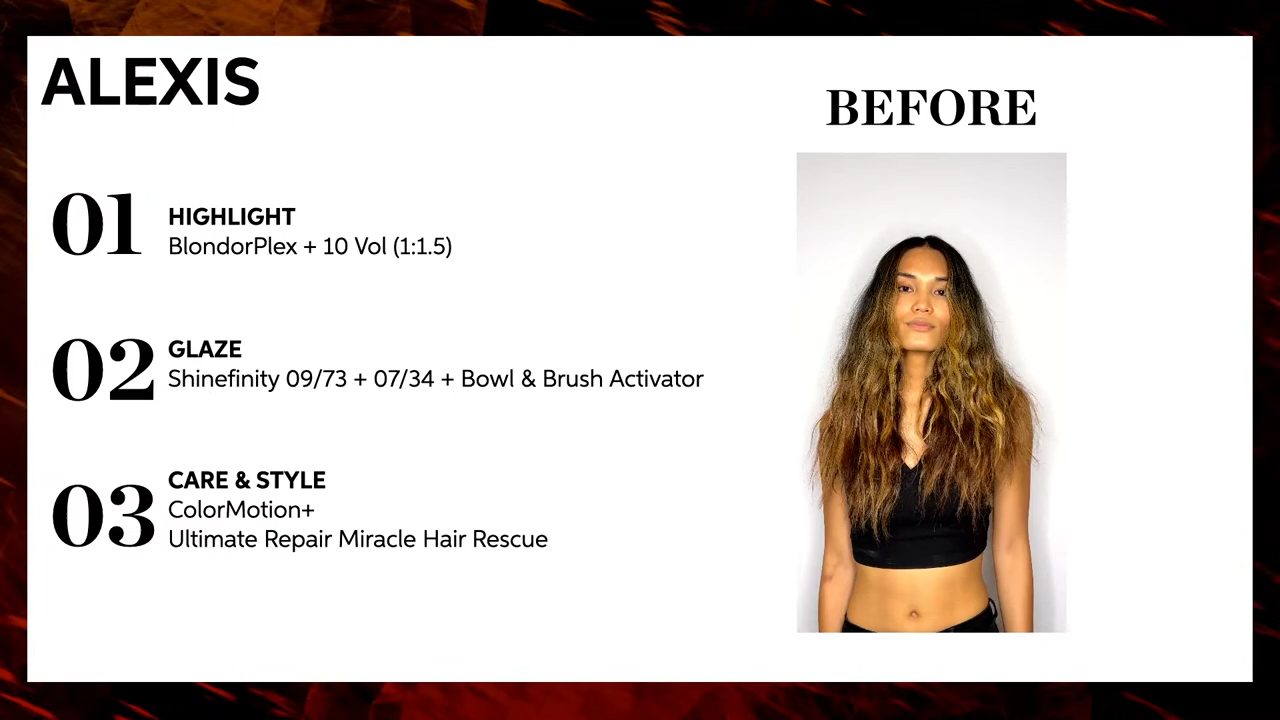 ALEXIS
BEFORE
01
HIGHLIGHT
BlondorPlex + 10 Vol (1:1.5)
02
GLAZE
Shinefinity 09/73 + 07/34 + Bowl & Brush Activator
03
CARE & STYLE
ColorMotion+
Ultimate Repair Miracle Hair Rescue